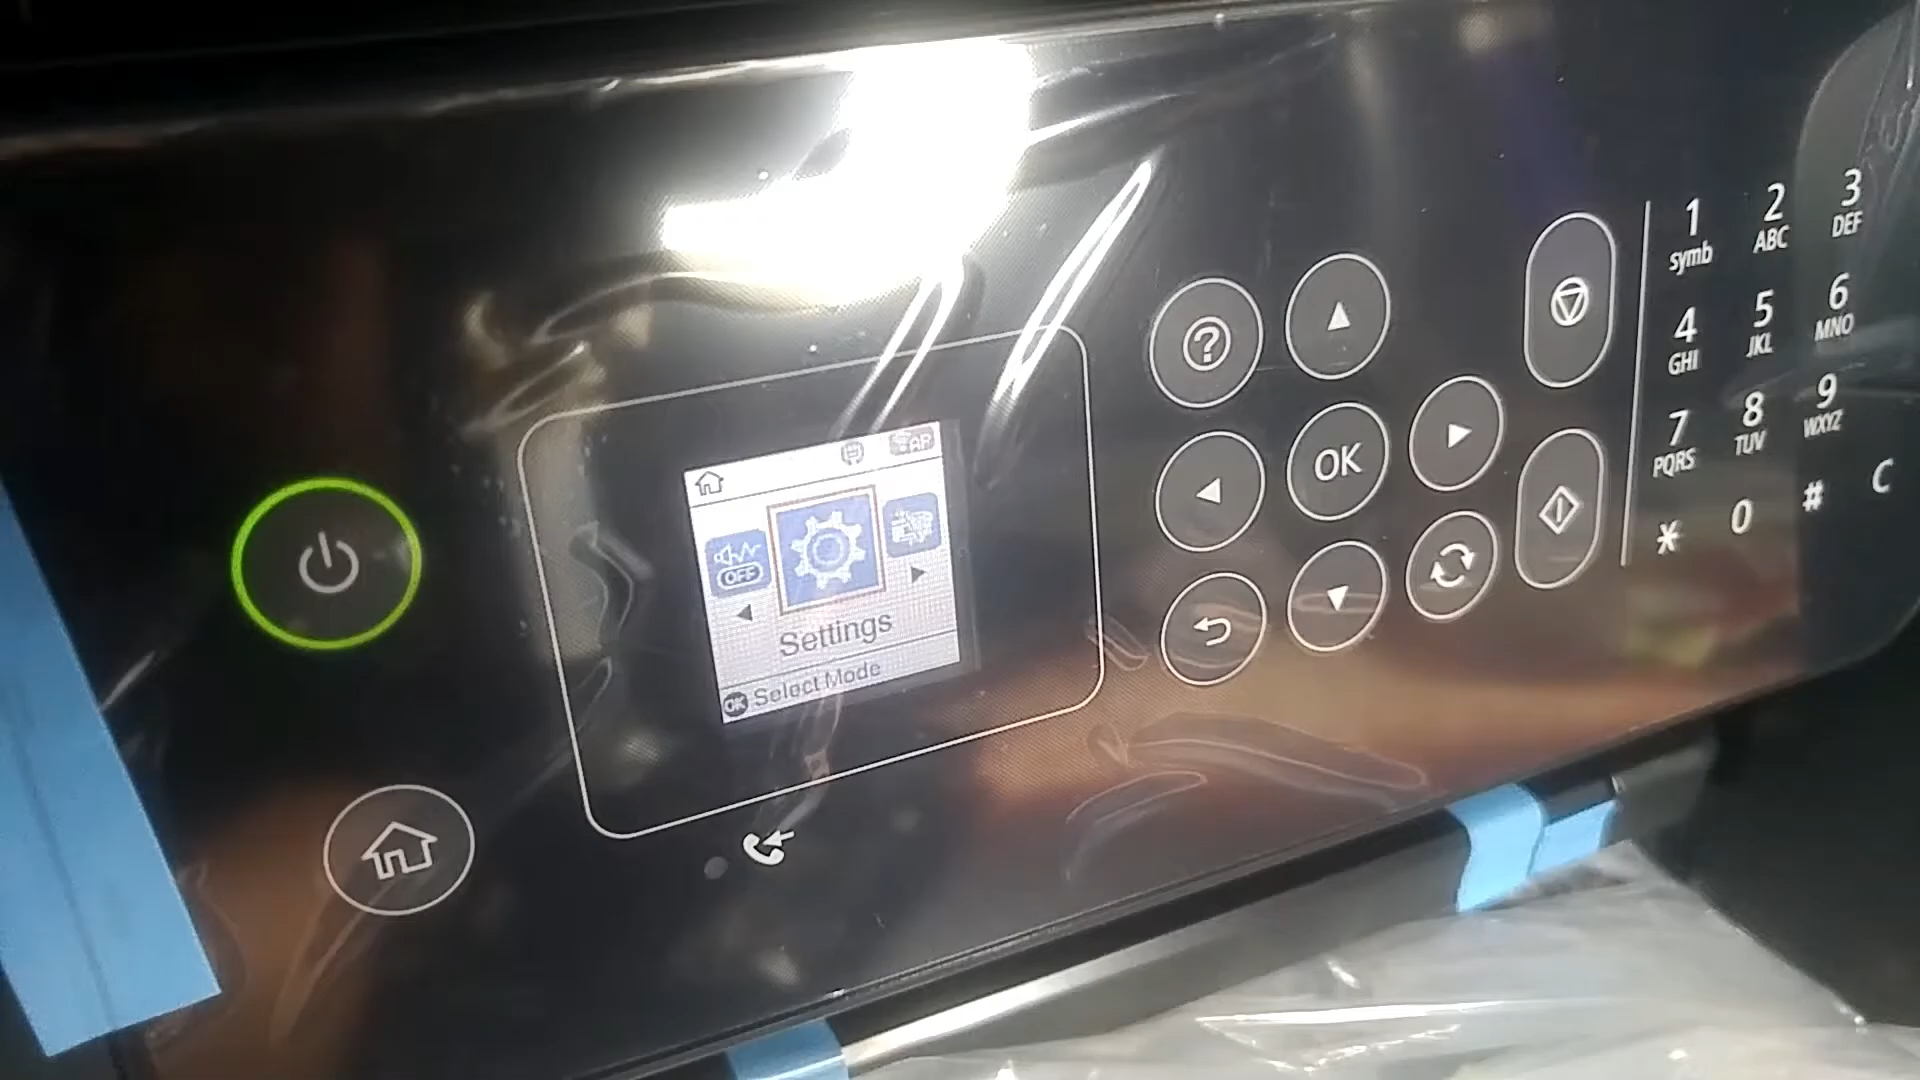 AP
OFF
Settings
OK Select Mode
?
OK
1
symb
2
ABC
3
DEF
4
GHI
5
JKL
6
MNO
7
PQRS
8
TUV
9
WXYZ
*
0
#
C